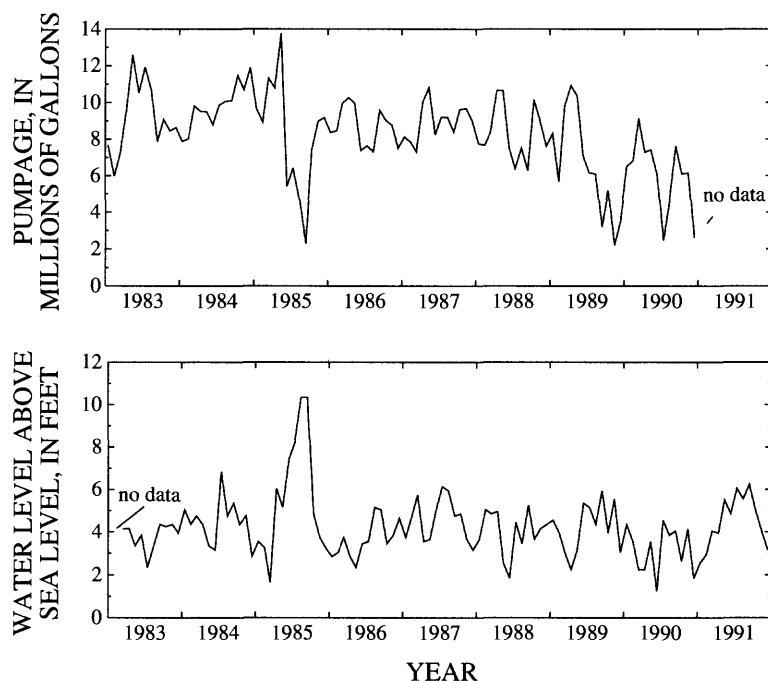 PUMPAGE, IN
MILLIONS OF GALLONS
14
12
10
8
6
4
2
0
no data
1983 1984 1985 1986 1987 1988 1989 1990 1991
WATER LEVEL ABOVE
SEA LEVEL, IN FEET
12
10
8
6
4
2
0
no data
1983 1984 1985 1986 1987 1988 1989 1990 1991
YEAR